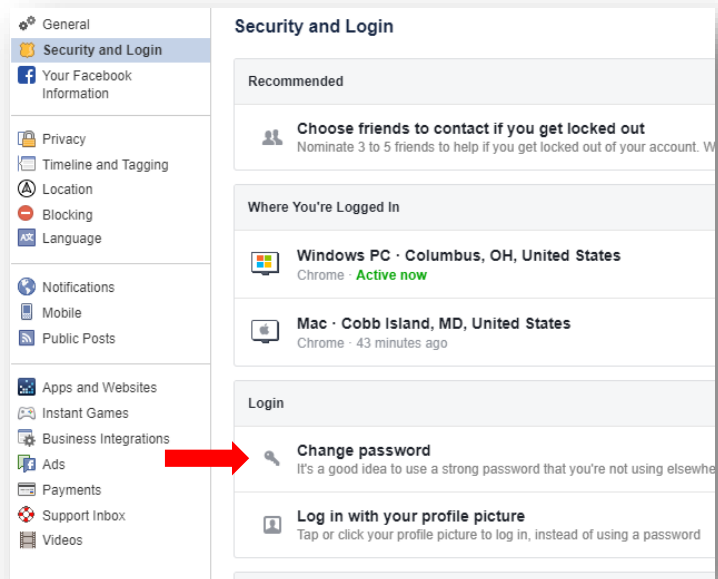 General
Security and Login
Your Facebook
Information
Privacy
Timeline and Tagging
Location
Blocking
Language
Notifications
Mobile
Public Posts
Apps and Websites
Instant Games
Business Integrations
Ads
Payments
Support Inbox
Videos
Security and Login
Recommended
Choose friends to contact if you get locked out
Nominate 3 to 5 friends to help if you get locked out of your account. W
Where You're Logged In
Windows PC · Columbus, OH, United States
Chrome · Active now
Mac · Cobb Island, MD, United States
Chrome · 43 minutes ago
Login
Change password
It's a good idea to use a strong password that you're not using elsewhe
Log in with your profile picture
Tap or click your profile picture to log in, instead of using a password